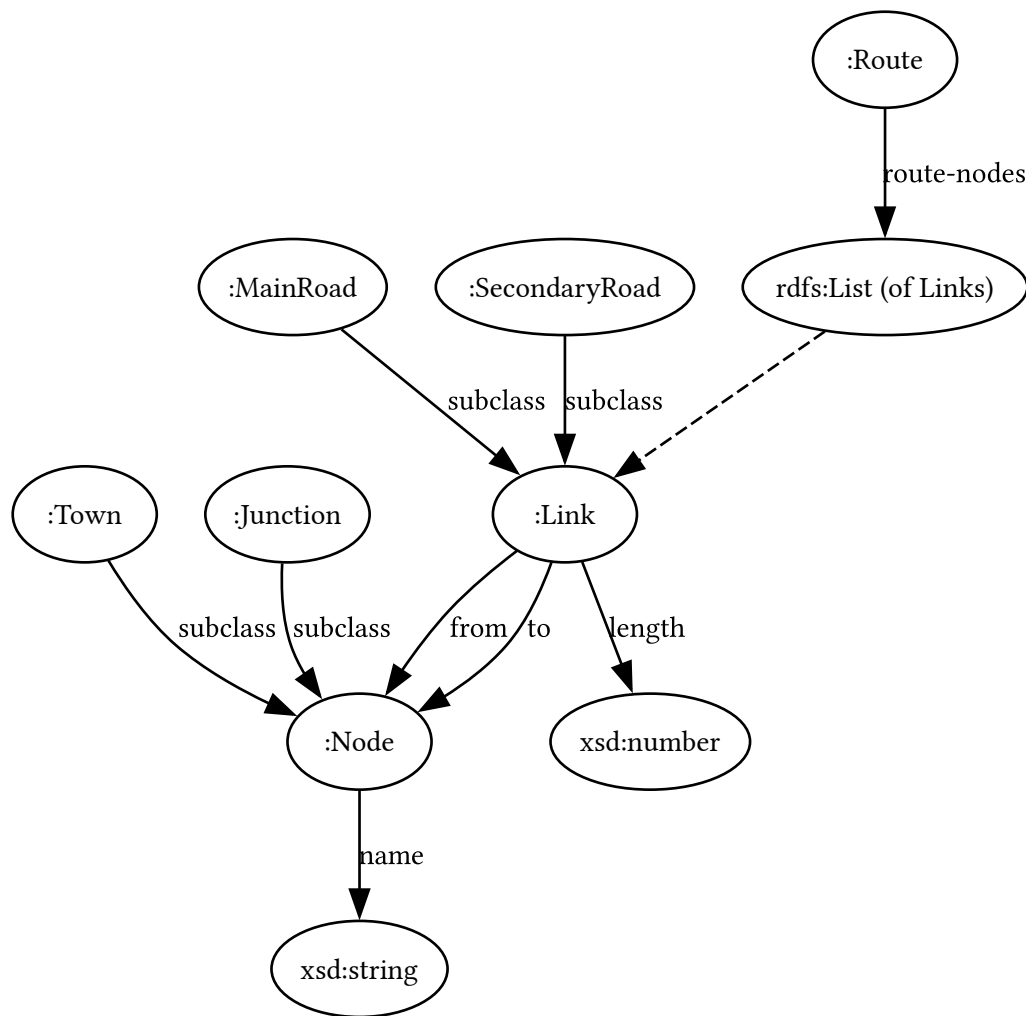 :Route
route-nodes
:MainRoad
:SecondaryRoad
rdfs:List (of Links)
subclass
subclass
:Town
:Junction
:Link
subclass
subclass
from
to
length
:Node
xsd:number
name
xsd:string